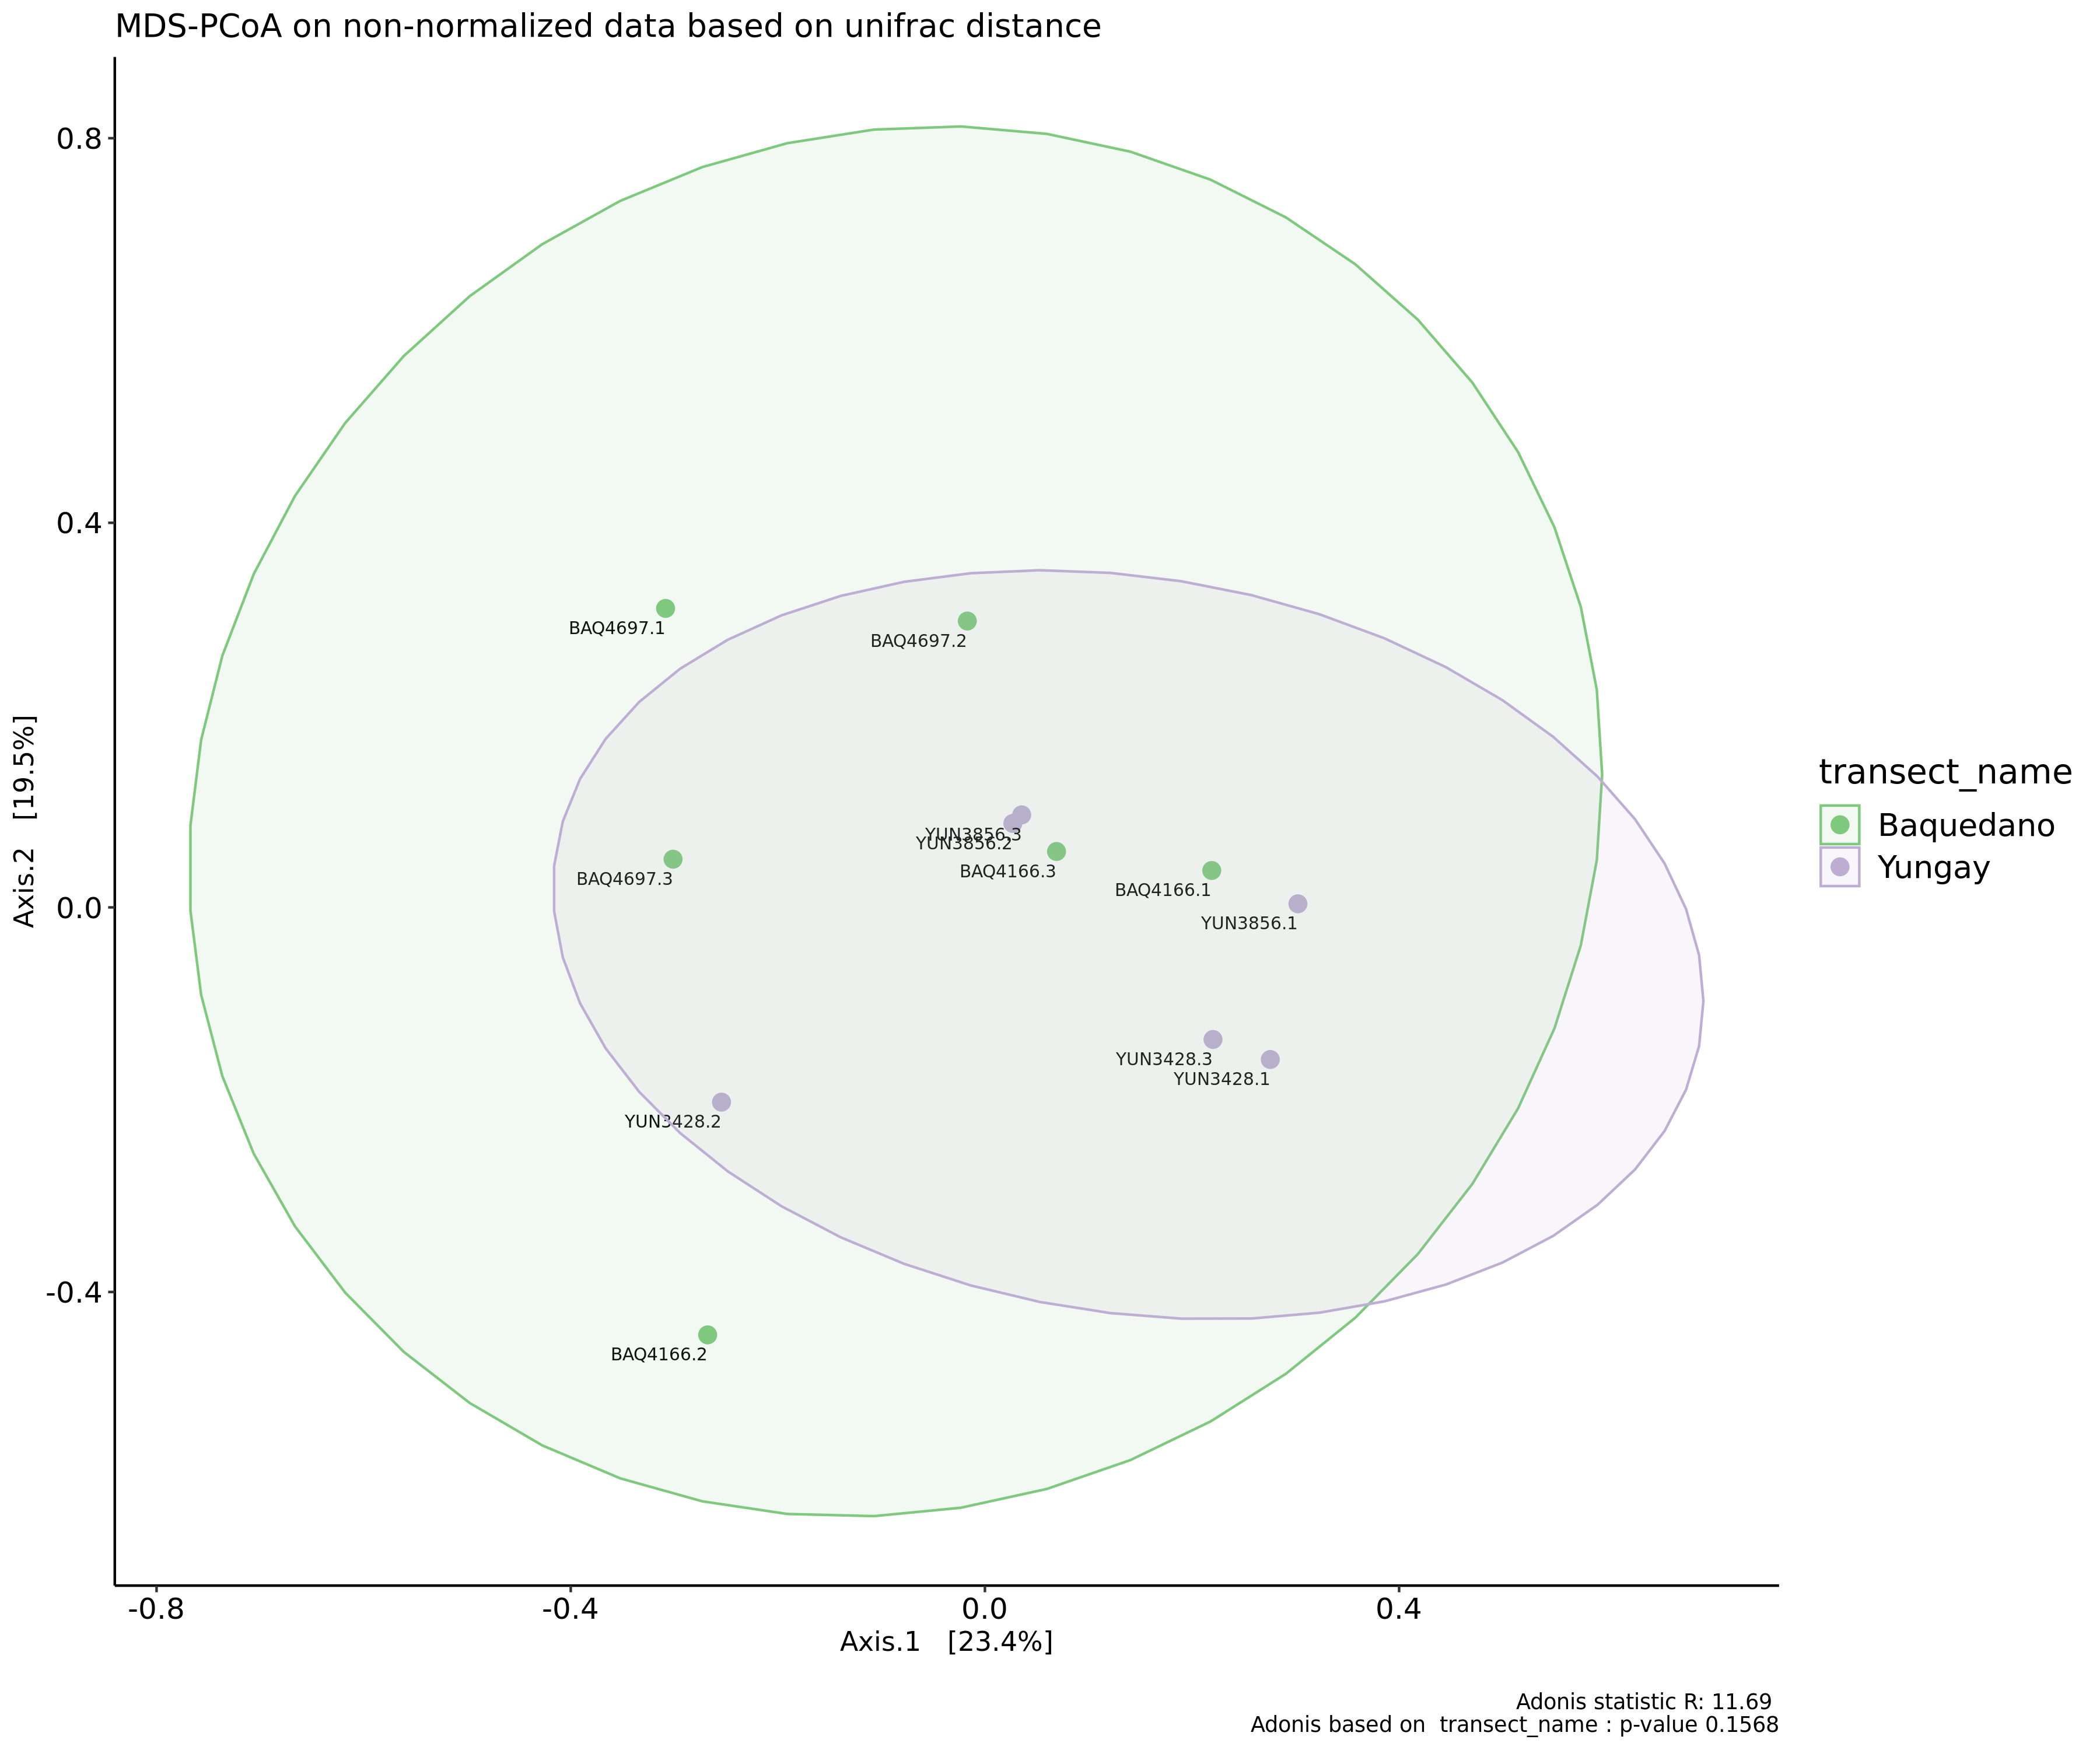 MDS-PCoA on non-normalized data based on unifrac distance
0.8
0.4
0.0
-0.4
Axis.2 [19.5%]
BAQ4697.1
BAQ4697.2
YUN3856.3
YUN3856.2
BAQ4697.3
BAQ4166.3
BAQ4166.1
YUN3856.1
YUN3428.3
YUN3428.1
YUN3428.2
BAQ4166.2
transect_name
Baquedano
Yungay
-0.8
-0.4
0.0
0.4
Axis.1 [23.4%]
Adonis statistic R: 11.69
Adonis based on transect_name : p-value 0.1568